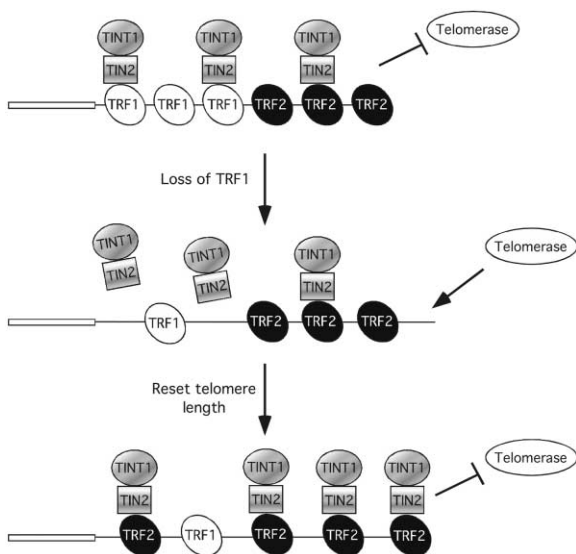 TINT1 TINT1 TINT1 Telomerase
TIN2 TIN2 TIN2
TRF1 TRF1 TRF1 TRF2 TRF2 TRF2
Loss of TRF1
TINT1 TINT1 TINT1 Telomerase
TIN2 TIN2 TIN2
TRF1 TRF2 TRF2 TRF2
Reset telomere
length
TINT1 TINT1 TINT1 TINT1 Telomerase
TIN2 TIN2 TIN2 TIN2
TRF2 TRF1 TRF2 TRF2 TRF2